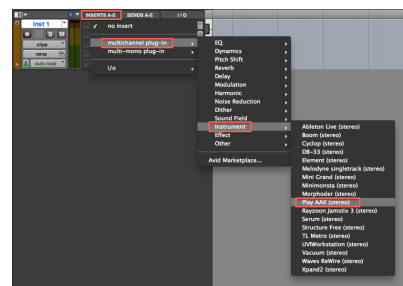 INSERTS A-E SENDS A-E I / O
Inst 1
no insert
S M
clips
multichannel plug-in
none
multi-mono plug-in
auto read
i/o
EQ
Dynamics
Pitch Shift
Reverb
Delay
Modulation
Harmonic
Noise Reduction
Dither
Sound Field
Instrument
Effect
Other
Avid Marketplace...
Ableton Live (stereo)
Boom (stereo)
Cyclop (stereo)
DB-33 (stereo)
Element (stereo)
Melodyne singletrack (stereo)
Mini Grand (stereo)
Minimonsta (stereo)
Morphoder (stereo)
Play AAX (stereo)
Rayzoon Jamstix 3 (stereo)
Serum (stereo)
Structure Free (stereo)
TL Metro (stereo)
UVIWorkstation (stereo)
Vacuum (stereo)
Waves ReWire (stereo)
Xpand2 (stereo)